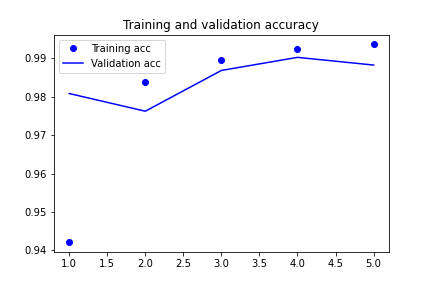 Training and validation accuracy
Training acc
Validation acc
0.99
0.98
0.97
0.96
0.95
0.94
1.0 1.5 2.0 2.5 3.0 3.5 4.0 4.5 5.0